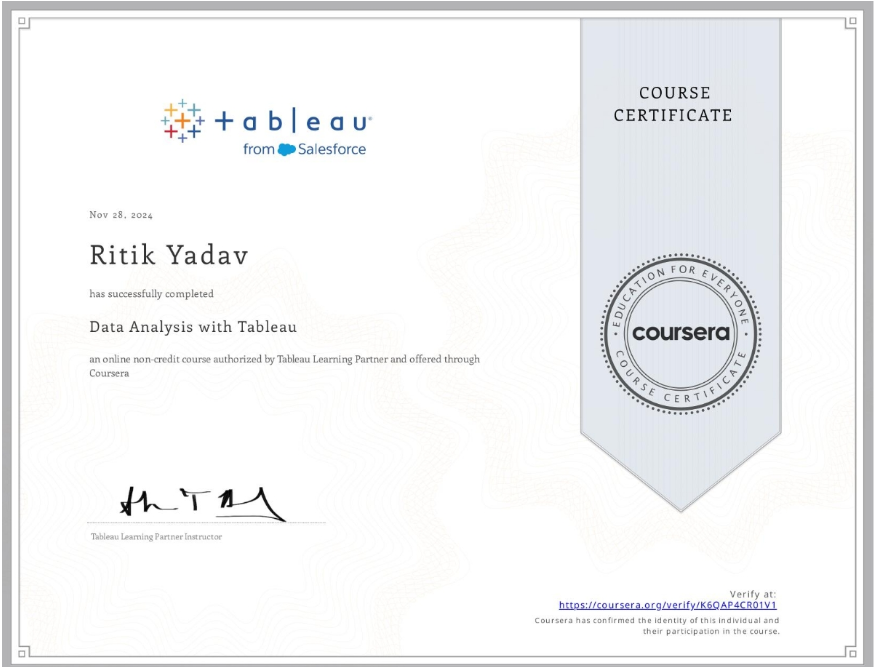 + a b | e a u®
from Salesforce
COURSE
CERTIFICATE
Nov 28, 2024
Ritik Yadav
has successfully completed
Data Analysis with Tableau
an online non-credit course authorized by Tableau Learning Partner and offered through
Coursera
EDUCATION FOR EVERYONE
coursera
COURSE CERTIFICATE
Tableau Learning Partner Instructor
Verify at:
https://coursera.org/verify/K6QAP4CR01V1
Coursera has confirmed the identity of this individual and
their participation in the course.